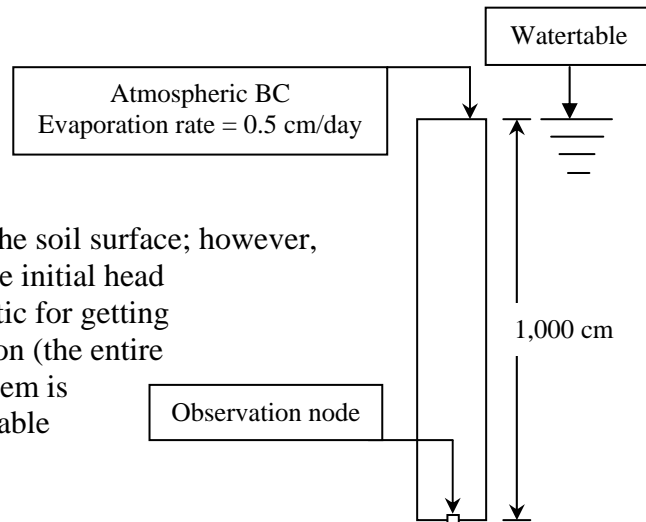 Watertable
Atmospheric BC
Evaporation rate = 0.5 cm/day
he soil surface; however,
e initial head
tic for getting
on (the entire
em is
able
1,000 cm
Observation node